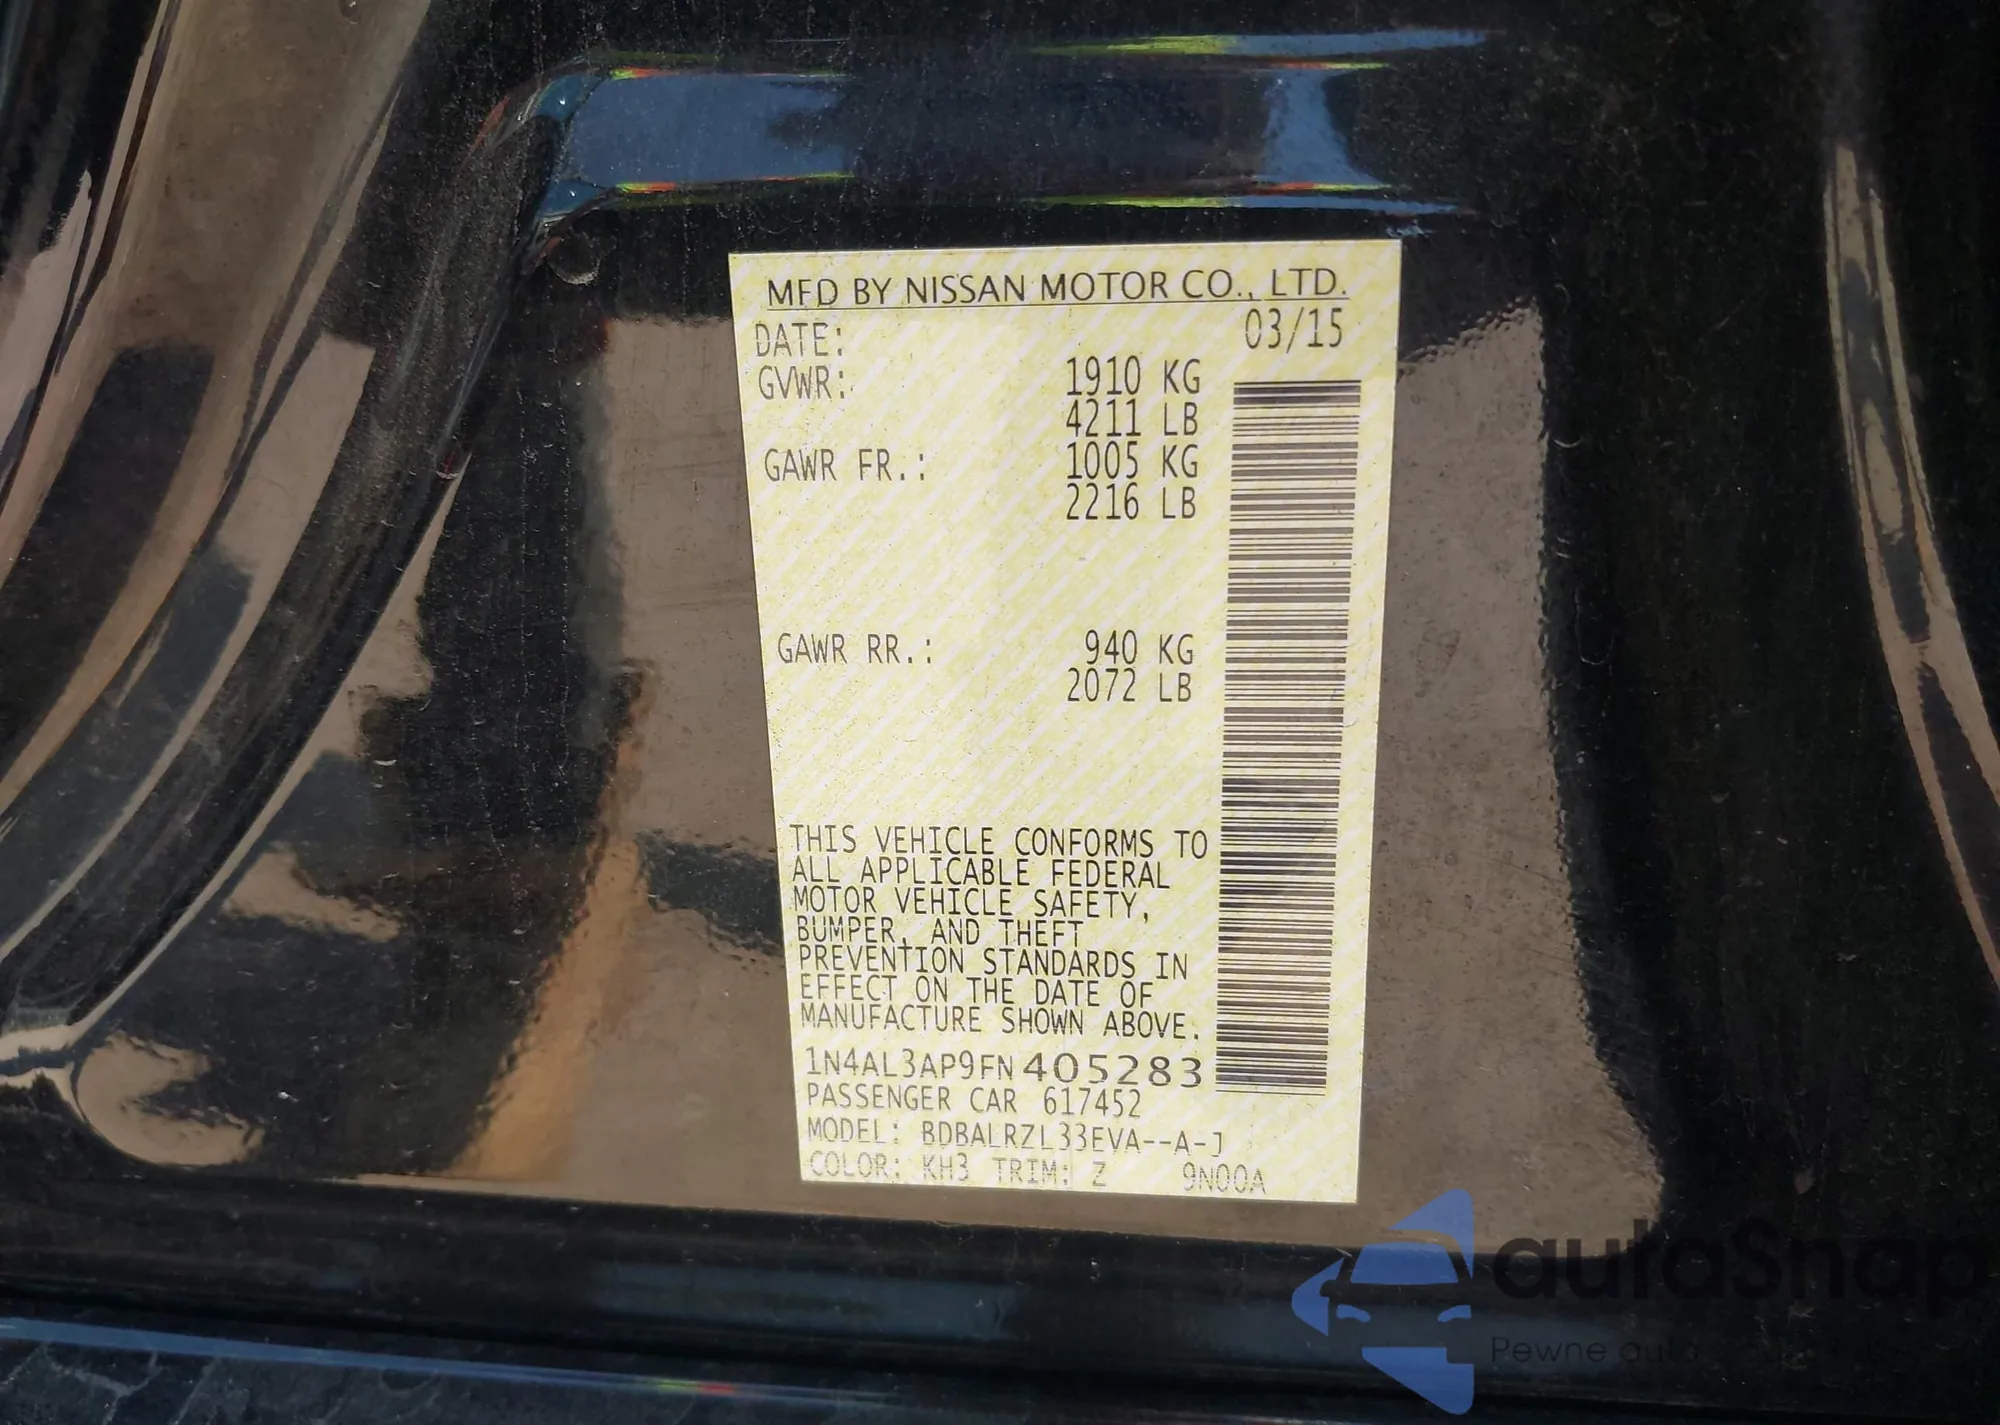 MFD BY NISSAN MOTOR CO., LTD.
DATE: 03/15
GVWR: 1910 KG
4211 LB
GAWR FR.: 1005 KG
2216 LB
GAWR RR.: 940 KG
2072 LB
THIS VEHICLE CONFORMS TO
ALL APPLICABLE FEDERAL
MOTOR VEHICLE SAFETY,
BUMPER, AND THEFT
PREVENTION STANDARDS IN
EFFECT ON THE DATE OF
MANUFACTURE SHOWN ABOVE.
1N4AL3AP9FN405283
PASSENGER CAR 617452
MODEL: BDBALRZL33EVA--A-J
COLOR: KH3 TRIM: Z 9N00A
autaSnap
Pewne auta